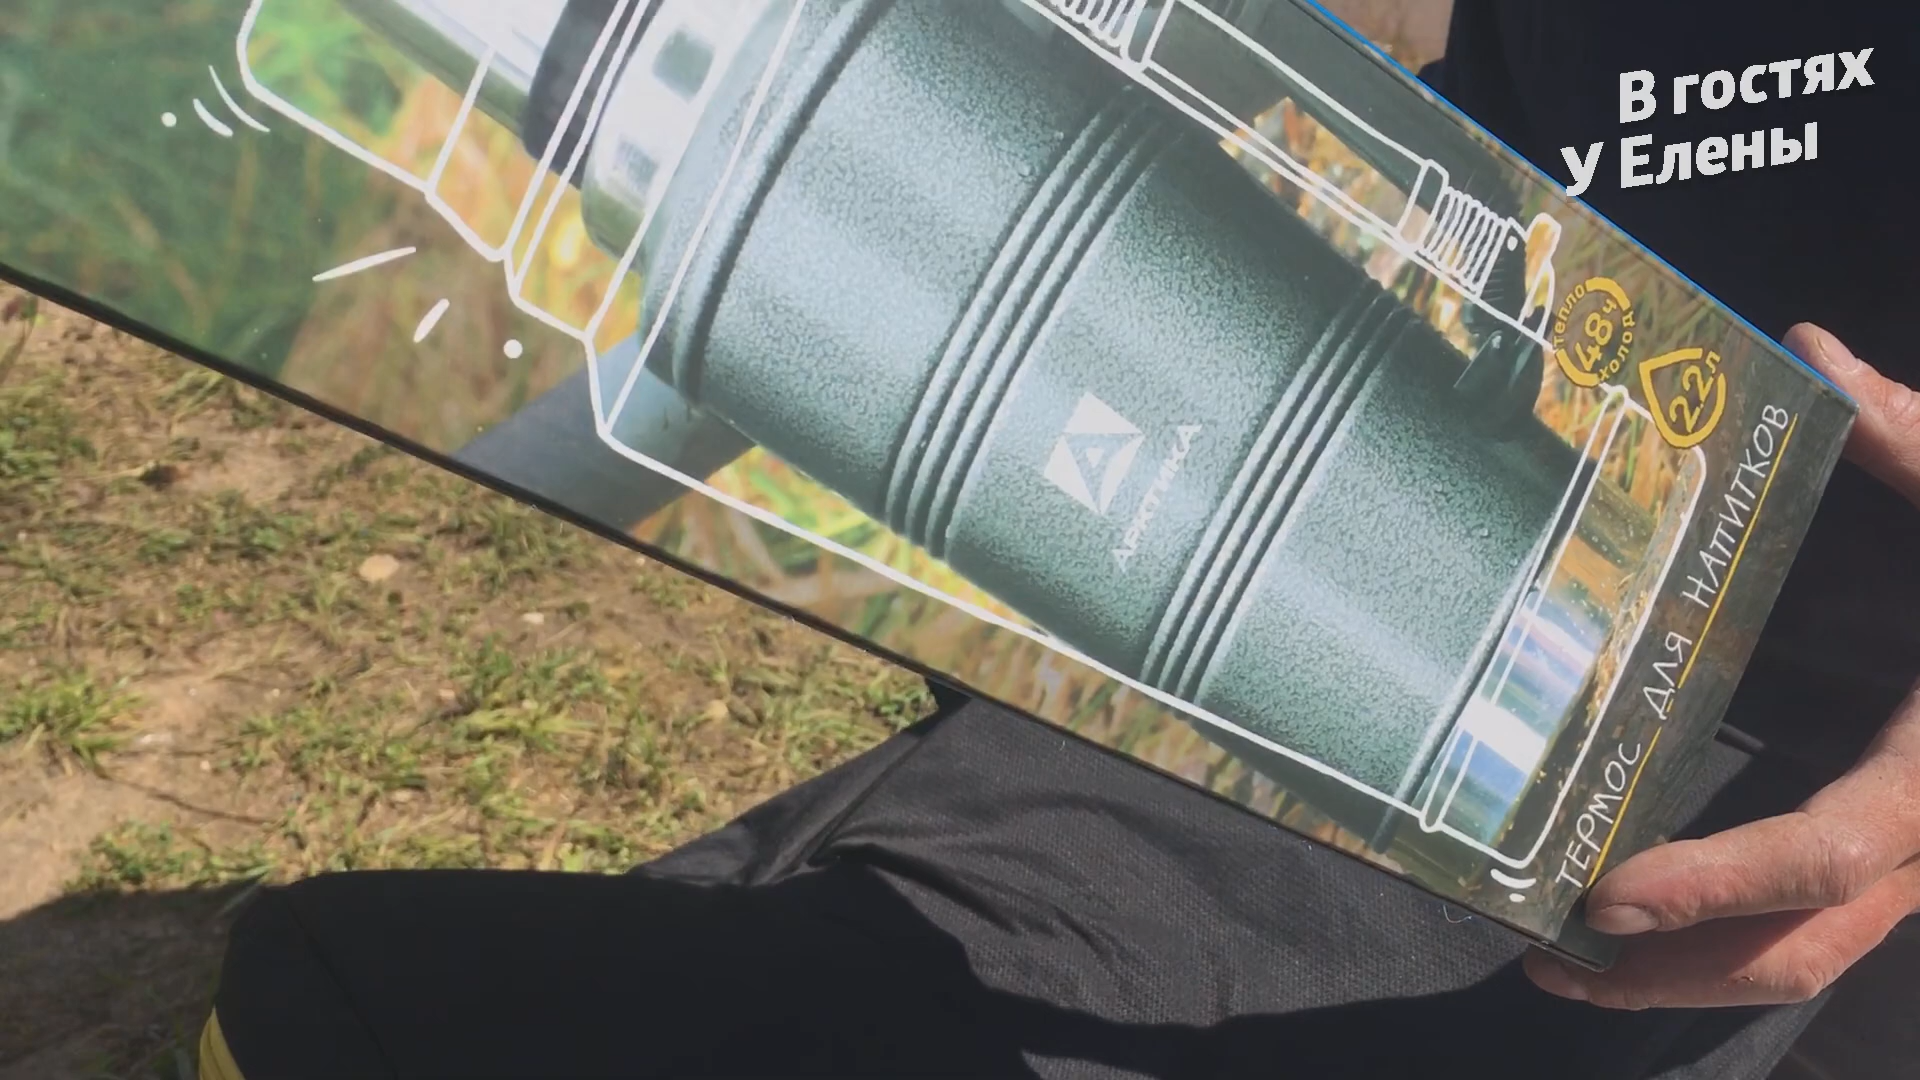 В гостях
у Елены
АРКТИКА
ТЕПЛО
48ч
ХОЛОД
2.2л
ТЕРМОС ДЛЯ НАПИТКОВ